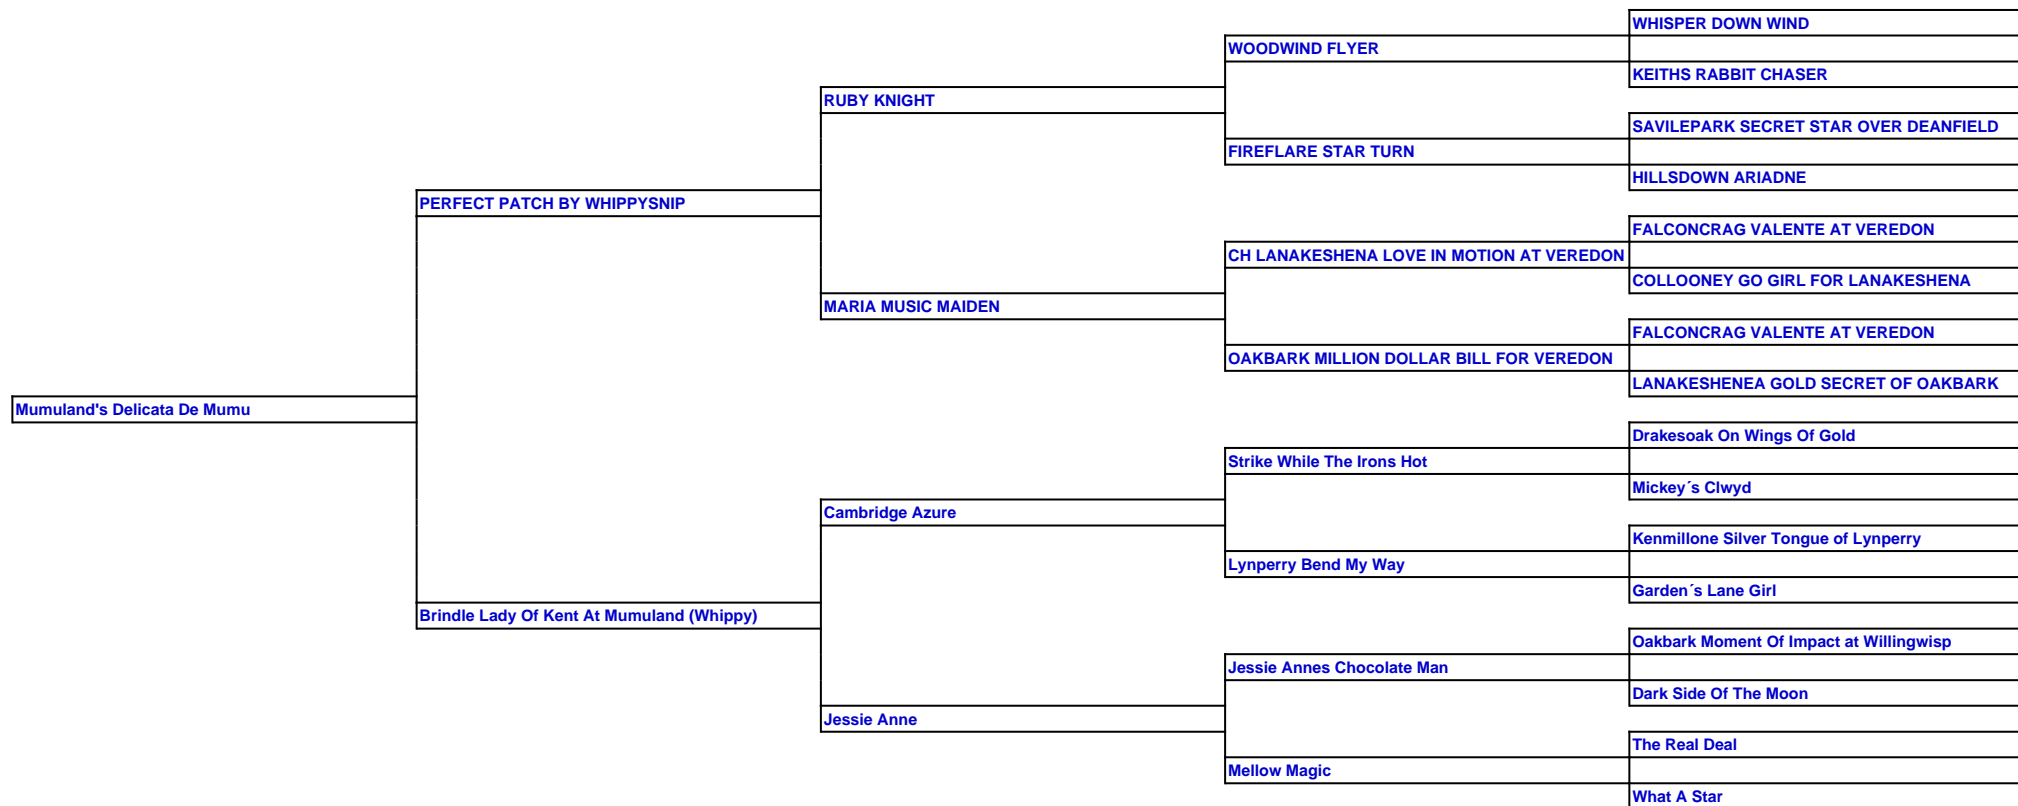 WHISPER DOWN WIND
WOODWIND FLYER
KEITHS RABBIT CHASER
RUBY KNIGHT
SAVILEPARK SECRET STAR OVER DEANFIELD
FIREFLARE STAR TURN
HILLSDOWN ARIADNE
PERFECT PATCH BY WHIPPYSNIP
FALCONCRAG VALENTE AT VEREDON
CH LANAKESHENA LOVE IN MOTION AT VEREDON
COLLOONEY GO GIRL FOR LANAKESHENA
MARIA MUSIC MAIDEN
FALCONCRAG VALENTE AT VEREDON
OAKBARK MILLION DOLLAR BILL FOR VEREDON
LANAKESHENEA GOLD SECRET OF OAKBARK
Mumuland's Delicata De Mumu
Drakesoak On Wings Of Gold
Strike While The Irons Hot
Mickey´s Clwyd
Cambridge Azure
Kenmillone Silver Tongue of Lynperry
Lynperry Bend My Way
Garden´s Lane Girl
Brindle Lady Of Kent At Mumuland (Whippy)
Oakbark Moment Of Impact at Willingwisp
Jessie Annes Chocolate Man
Dark Side Of The Moon
Jessie Anne
The Real Deal
Mellow Magic
What A Star